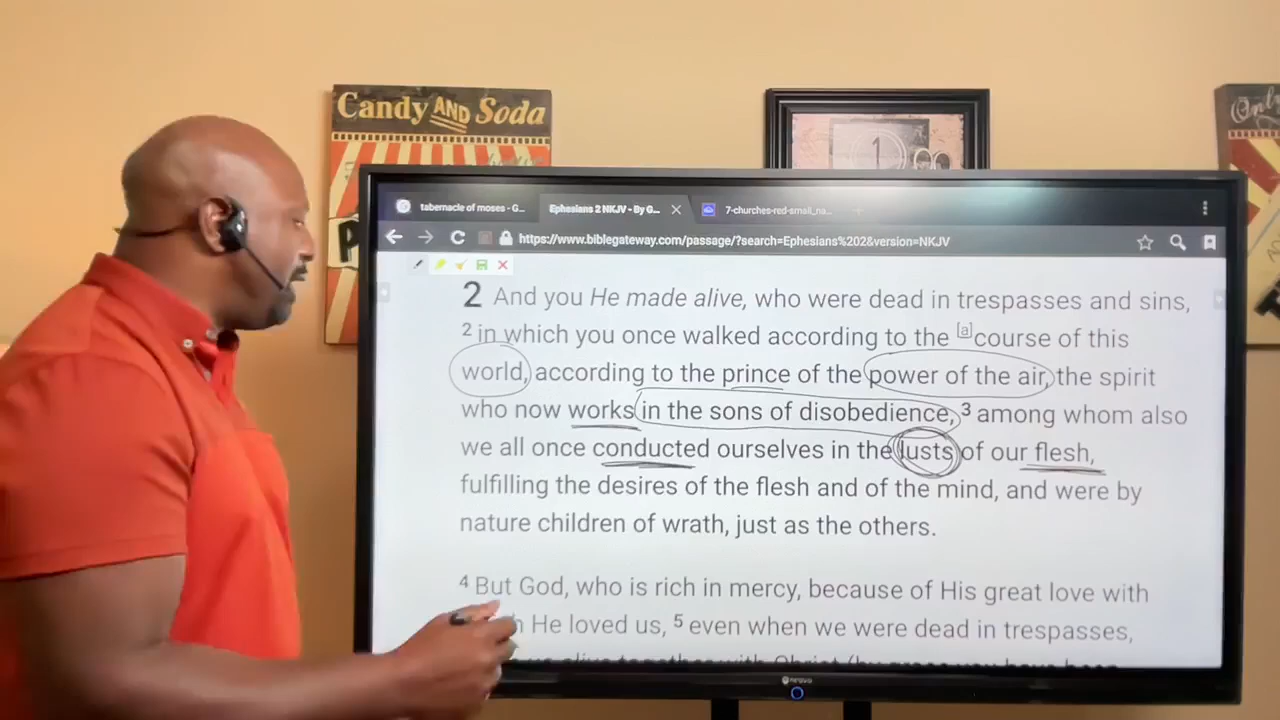 Candy AND Soda
tabernacle of moses - G...
Ephesians 2 NKJV - By G...
7-churches-red-small_na...
https://www.biblegateway.com/passage/?search=Ephesians%202&version=NKJV
2 And you He made alive, who were dead in trespasses and sins,
2 in which you once walked according to the [a]course of this
world, according to the prince of the power of the air, the spirit
who now works in the sons of disobedience, 3 among whom also
we all once conducted ourselves in the lusts of our flesh,
fulfilling the desires of the flesh and of the mind, and were by
nature children of wrath, just as the others.
4 But God, who is rich in mercy, because of His great love with
He loved us, 5 even when we were dead in trespasses,